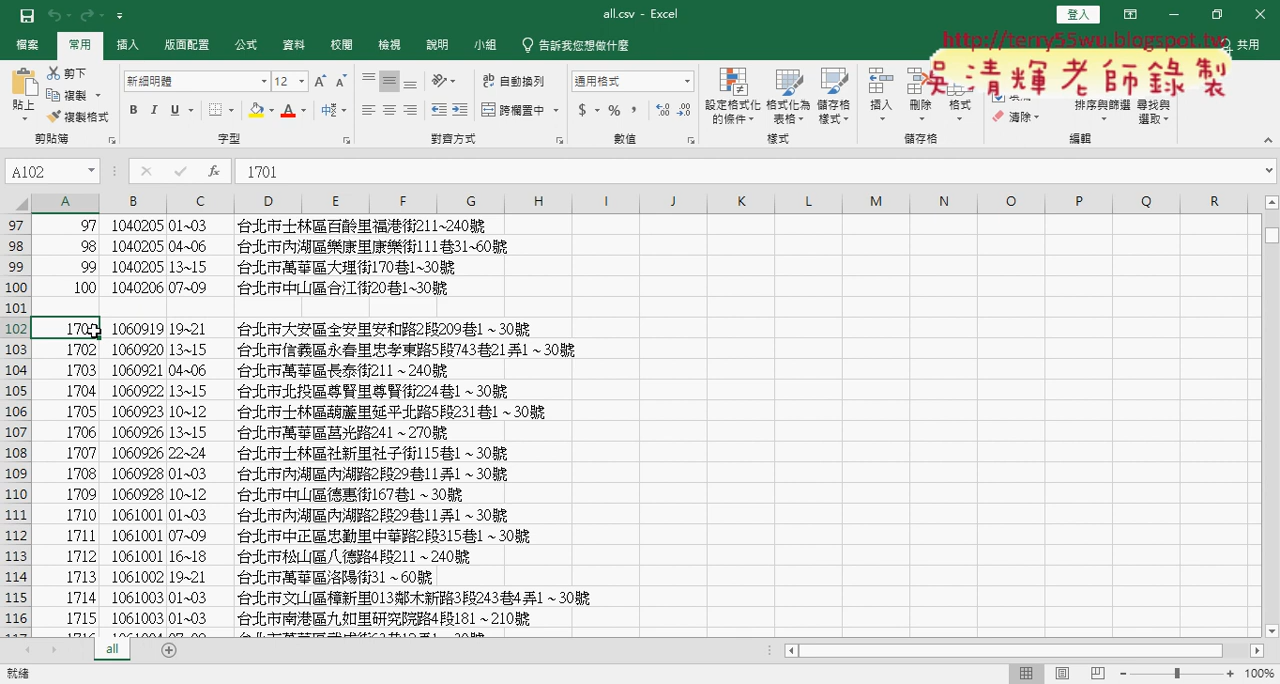 all.csv - Excel
登入
檔案 常用 插入 版面配置 公式 資料 校閱 檢視 說明 小組 告訴我您想做什麼 共用
http://terry55wu.blogspot.tw
吳清輝老師錄製
貼上 剪下 複製 複製格式
新細明體 12
B I U A
自動換列
跨欄置中
通用格式
$ % ,
設定格式化的條件 格式化為表格 儲存格樣式
插入 刪除 格式
清除
排序與篩選 尋找與選取
剪貼簿 字型 對齊方式 數值 樣式 儲存格 編輯
A102 fx 1701
A B C D E F G H I J K L M N O P Q R
97 97 1040205 01~03 台北市士林區百齡里福港街211~240號
98 98 1040205 04~06 台北市內湖區樂康里康樂街111巷31~60號
99 99 1040205 13~15 台北市萬華區大理街170巷1~30號
100 100 1040206 07~09 台北市中山區合江街20巷1~30號
101
102 1701 1060919 19~21 台北市大安區全安里安和路2段209巷1～30號
103 1702 1060920 13~15 台北市信義區永春里忠孝東路5段743巷21弄1～30號
104 1703 1060921 04~06 台北市萬華區長泰街211～240號
105 1704 1060922 13~15 台北市北投區尊賢里尊賢街224巷1～30號
106 1705 1060923 10~12 台北市士林區葫蘆里延平北路5段231巷1～30號
107 1706 1060926 13~15 台北市萬華區莒光路241～270號
108 1707 1060926 22~24 台北市士林區社新里社子街115巷1～30號
109 1708 1060928 01~03 台北市內湖區內湖路2段29巷11弄1～30號
110 1709 1060928 10~12 台北市中山區德惠街167巷1～30號
111 1710 1061001 01~03 台北市內湖區內湖路2段29巷11弄1～30號
112 1711 1061001 07~09 台北市中正區忠勤里中華路2段315巷1～30號
113 1712 1061001 16~18 台北市松山區八德路4段211～240號
114 1713 1061002 19~21 台北市萬華區洛陽街31～60號
115 1714 1061003 01~03 台北市文山區樟新里013鄰木新路3段243巷4弄1～30號
116 1715 1061003 01~03 台北市南港區九如里研究院路4段181～210號
all
就緒 100%